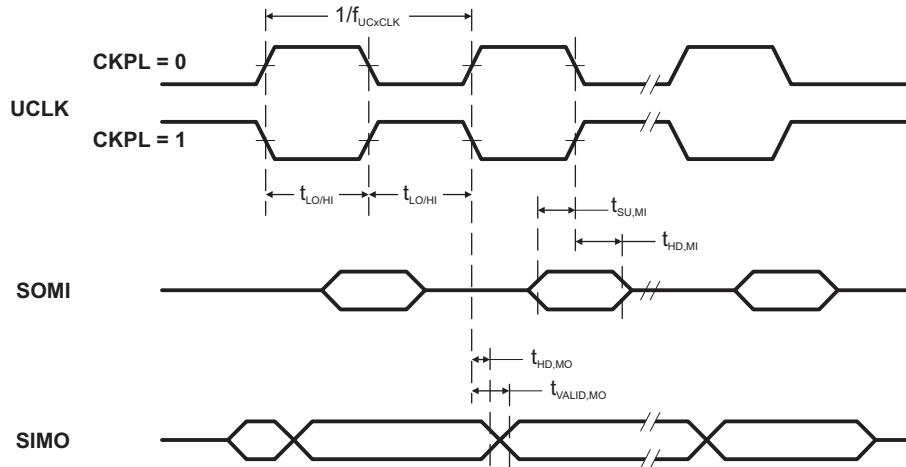 1/fUCxCLK
CKPL = 0
UCLK
CKPL = 1
tLO/HI tLO/HI
tSU,MI
tHD,MI
SOMI
tHD,MO
tVALID,MO
SIMO